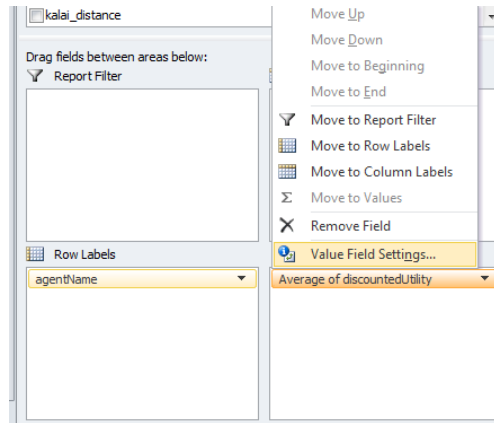 kalai_distance
Drag fields between areas below:
Report Filter
Move Up
Move Down
Move to Beginning
Move to End
Move to Report Filter
Move to Row Labels
Move to Column Labels
Σ Move to Values
Remove Field
Value Field Settings...
Row Labels
agentName
Average of discountedUtility